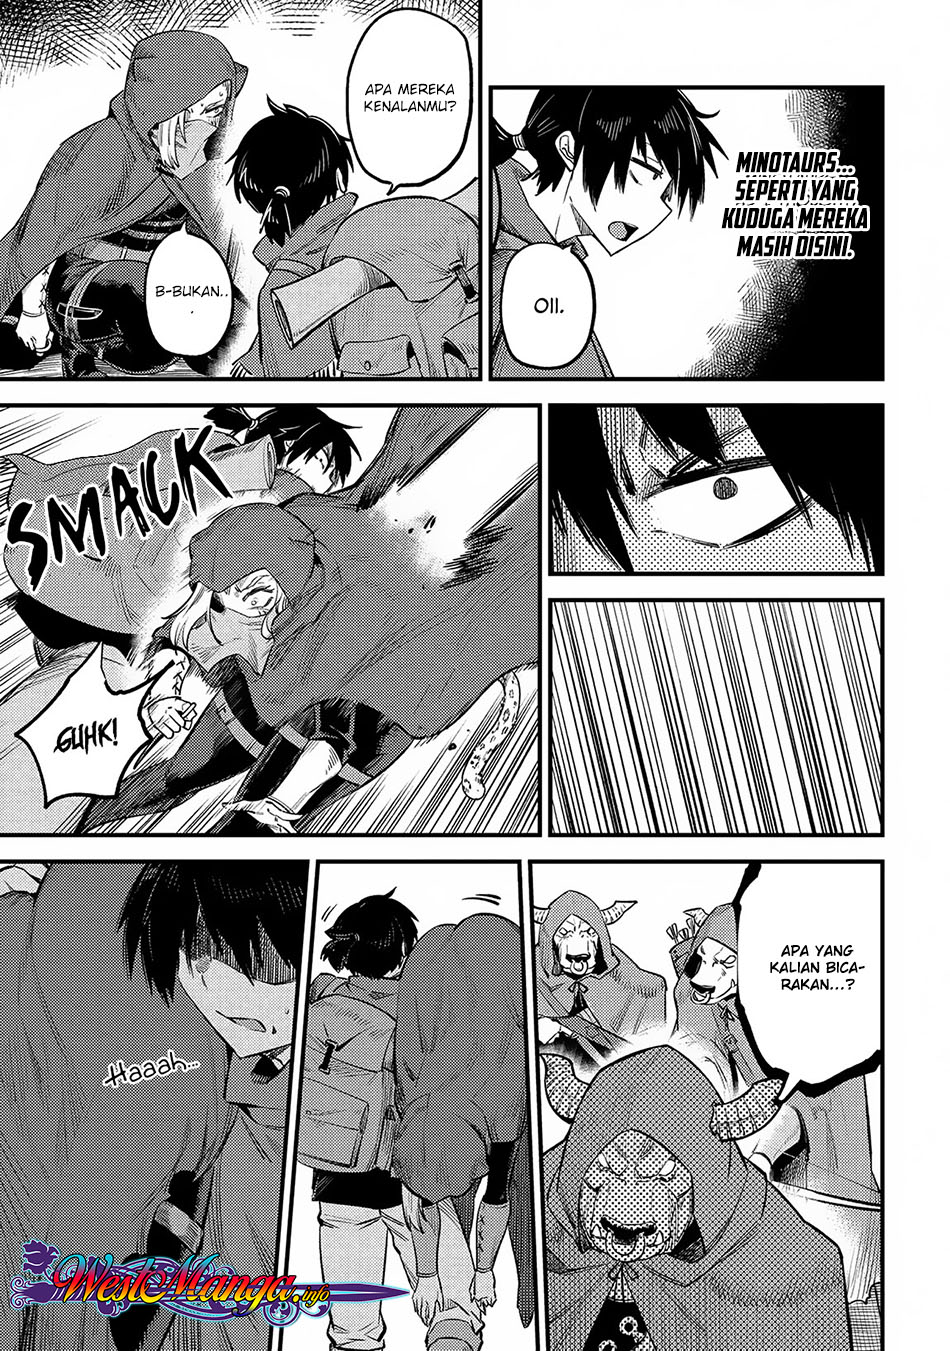 MINOTAURS...
SEPERTI YANG
KUDUGA MEREKA
MASIH DISINI.
OII.
APA MEREKA
KENALANMU?
B-BUKAN..
.
SMACK
GUHK!
APA YANG
KALIAN BICA-
RAKAN...?
Haaah...
WestManga.info